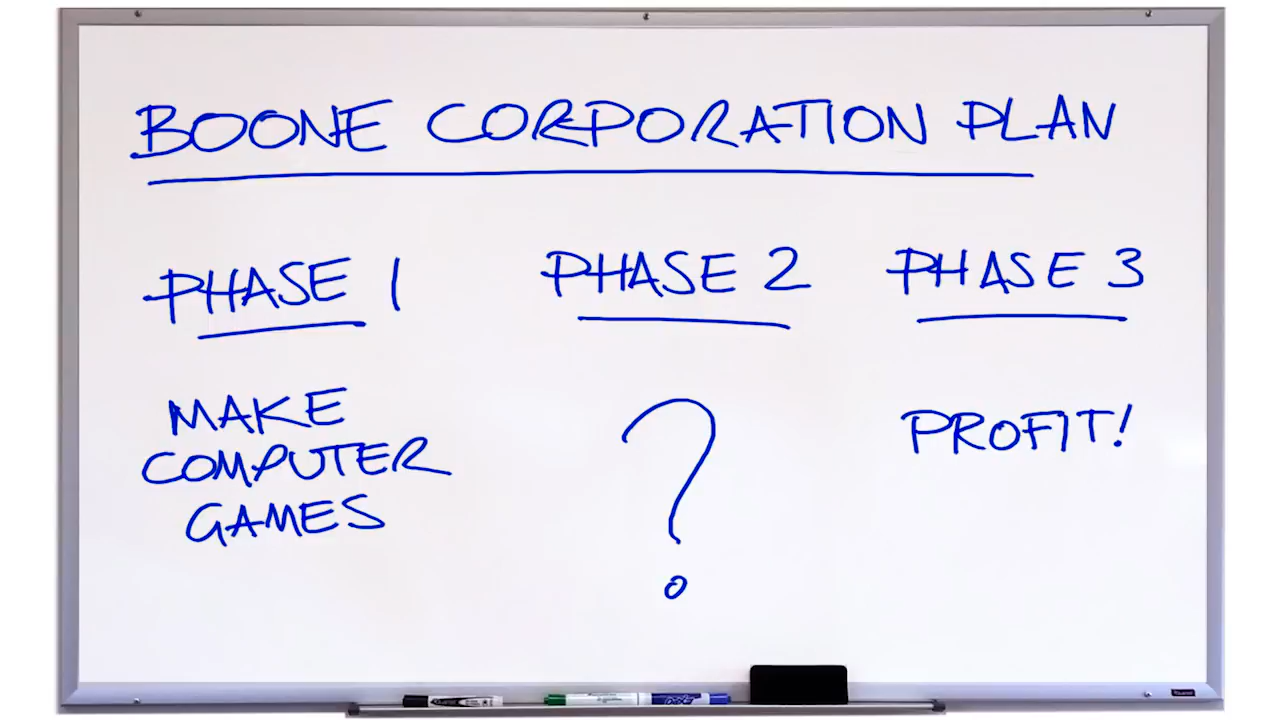 BOONE CORPORATION PLAN
PHASE 1
MAKE
COMPUTER
GAMES
PHASE 2
?
PHASE 3
PROFIT!